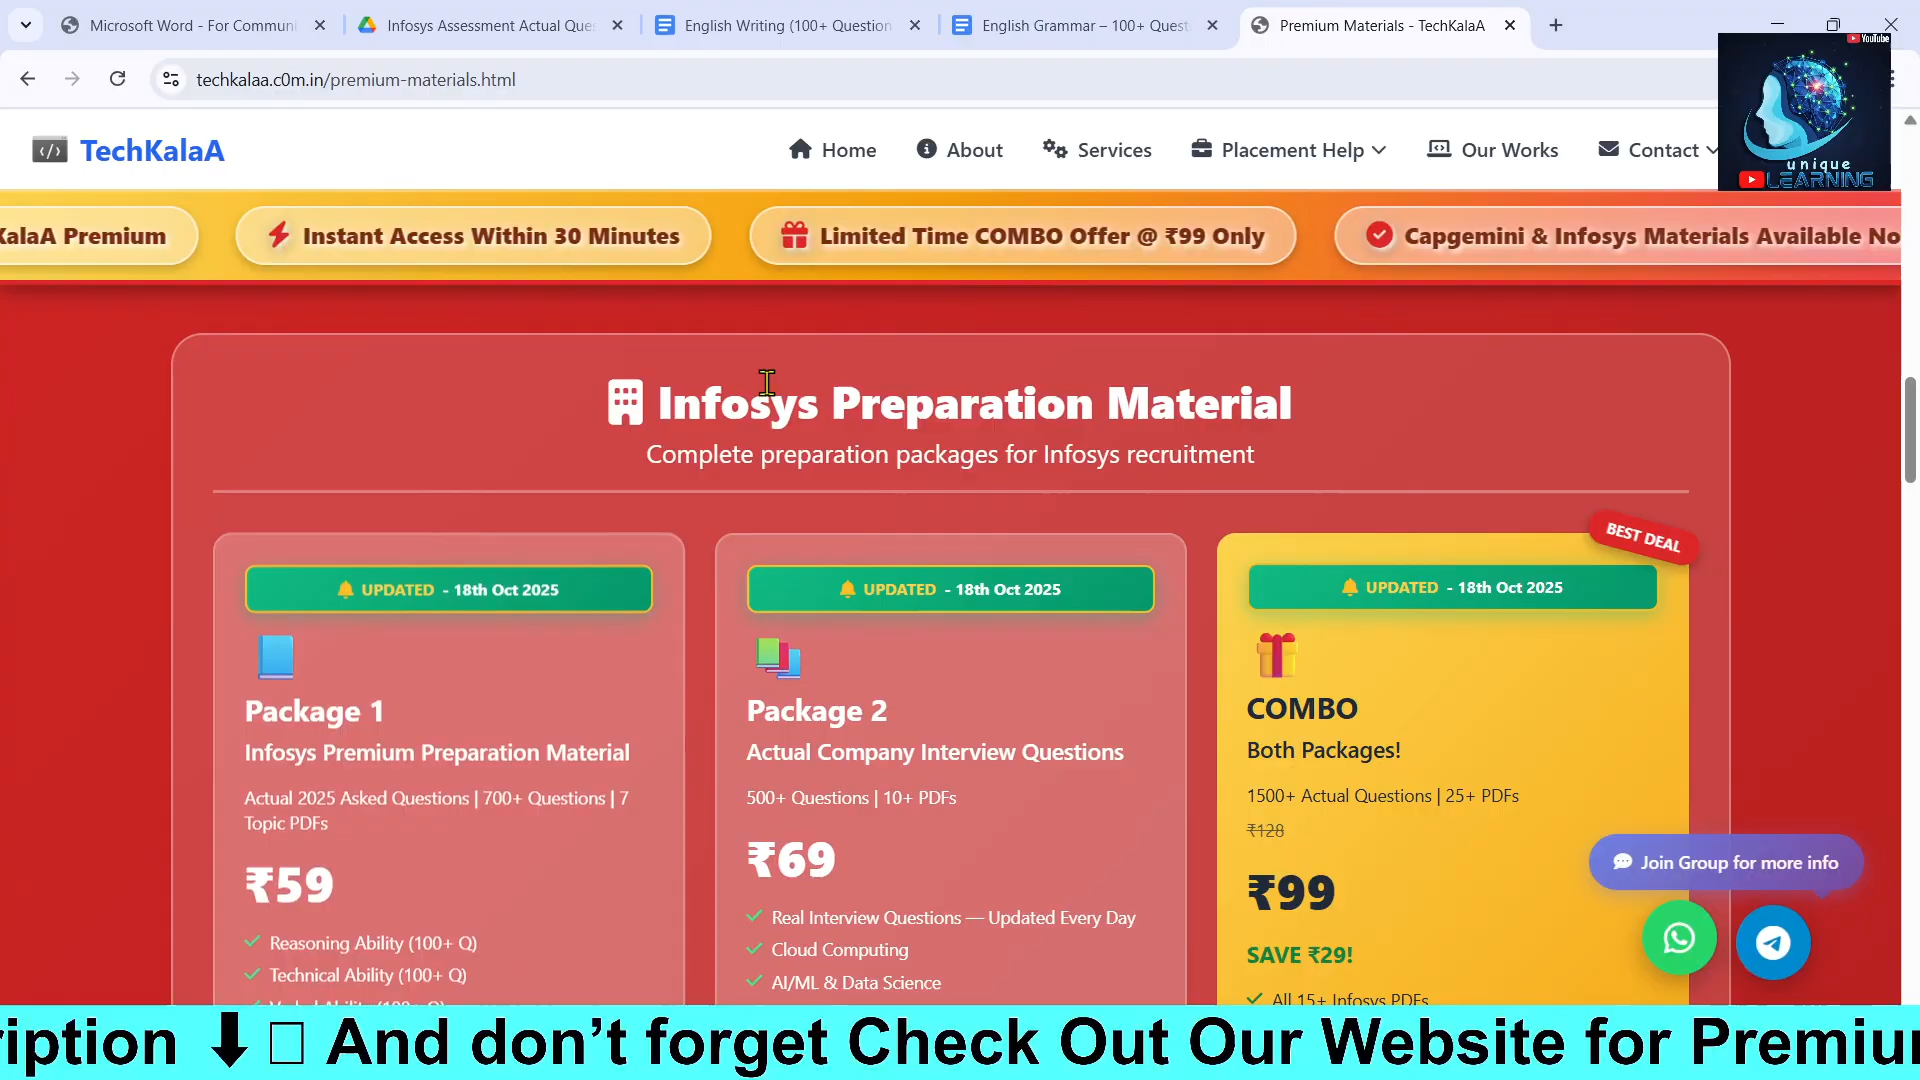 Microsoft Word - For Communi
Infosys Assessment Actual Que
English Writing (100+ Question
English Grammar – 100+ Quest
Premium Materials - TechKalaA
techkalaa.c0m.in/premium-materials.html
YouTube
unique
LEARNING
TechKalaA
Home
About
Services
Placement Help
Our Works
Contact
KalaA Premium
Instant Access Within 30 Minutes
Limited Time COMBO Offer @ ₹99 Only
Capgemini & Infosys Materials Available No
Infosys Preparation Material
Complete preparation packages for Infosys recruitment
BEST DEAL
UPDATED - 18th Oct 2025
Package 1
Infosys Premium Preparation Material
Actual 2025 Asked Questions | 700+ Questions | 7
Topic PDFs
₹59
Reasoning Ability (100+ Q)
Technical Ability (100+ Q)
Verbal Ability (100+ Q)
UPDATED - 18th Oct 2025
Package 2
Actual Company Interview Questions
500+ Questions | 10+ PDFs
₹69
Real Interview Questions — Updated Every Day
Cloud Computing
AI/ML & Data Science
UPDATED - 18th Oct 2025
COMBO
Both Packages!
1500+ Actual Questions | 25+ PDFs
₹128
₹99
SAVE ₹29!
All 15+ Infosys PDFs
Join Group for more info
ription ⬇ And don’t forget Check Out Our Website for Premiu